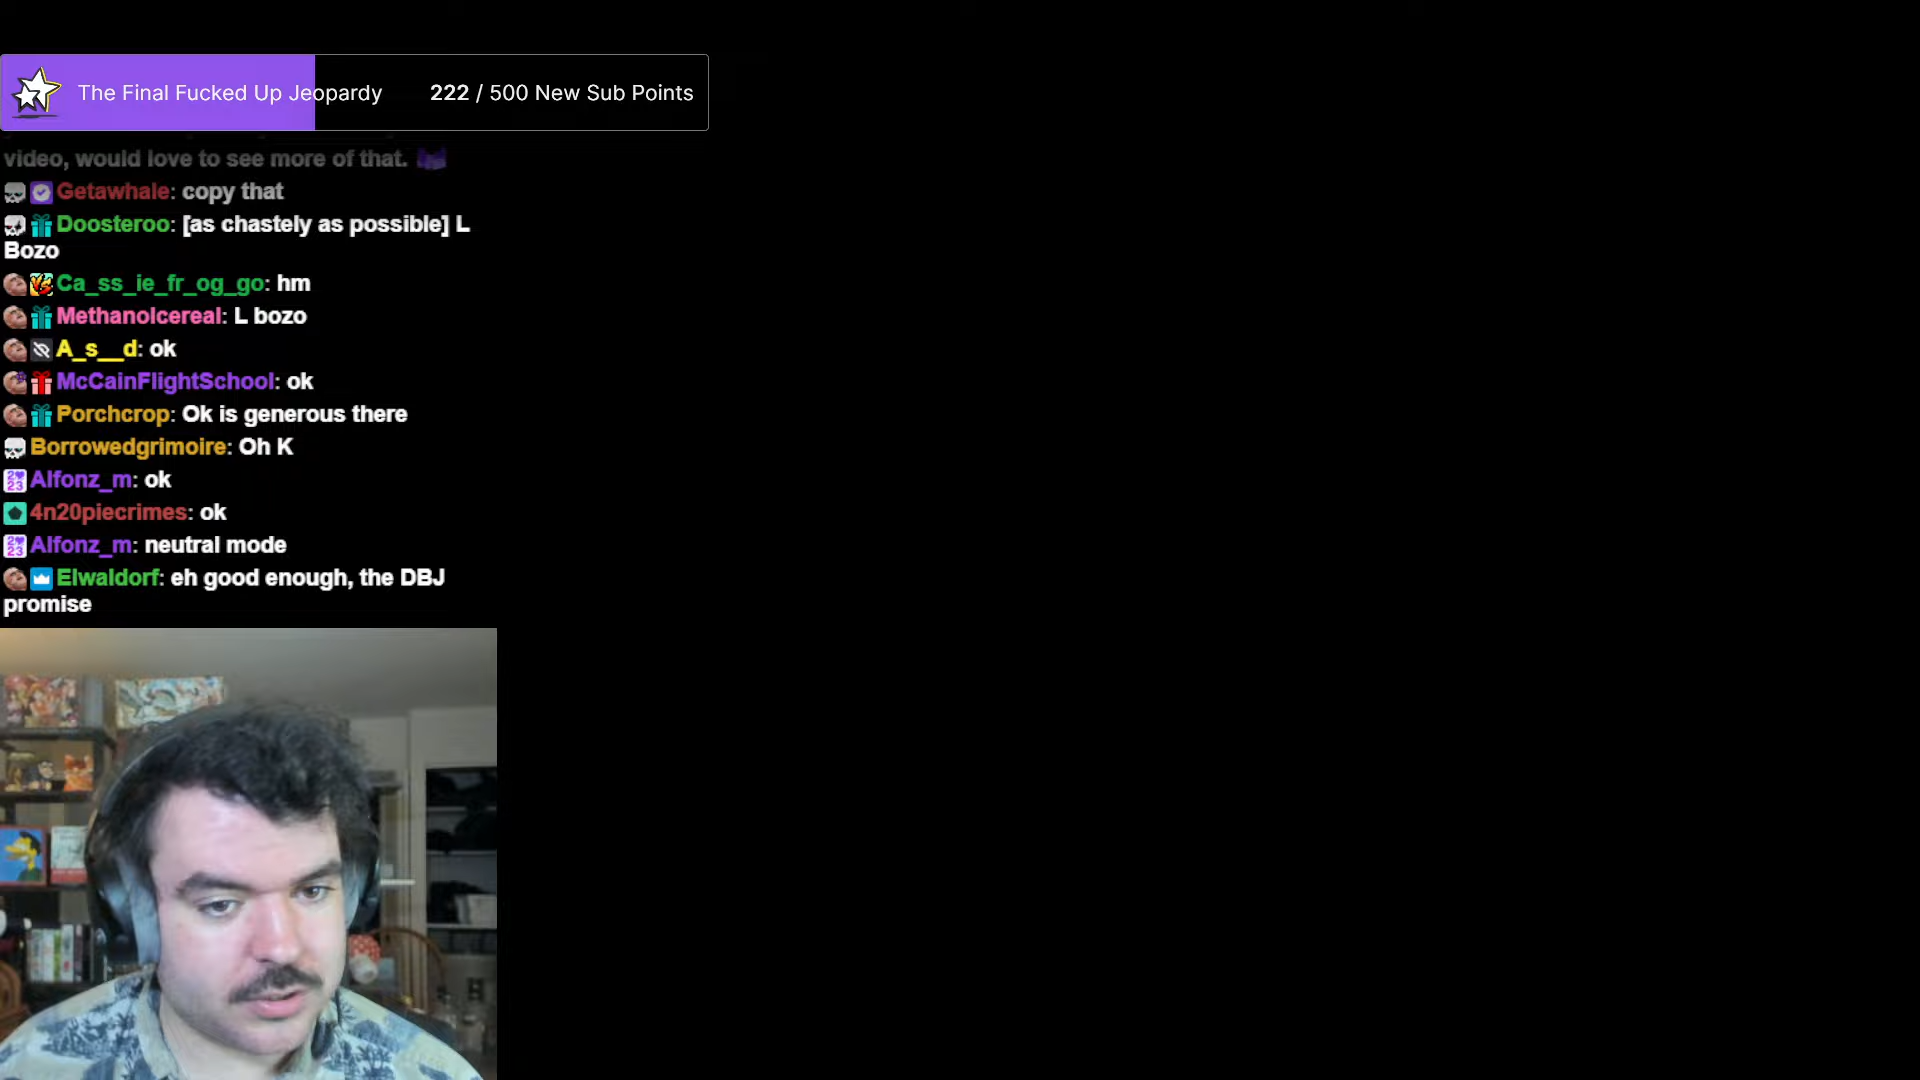 The Final Fucked Up Jeopardy 222 / 500 New Sub Points
video, would love to see more of that.
Getawhale: copy that
Doosteroo: [as chastely as possible] L
Bozo
Ca_ss_ie_fr_og_go: hm
Methanolcereal: L bozo
A_s__d: ok
McCainFlightSchool: ok
Porchcrop: Ok is generous there
Borrowedgrimoire: Oh K
Alfonz_m: ok
4n20piecrimes: ok
Alfonz_m: neutral mode
Elwaldorf: eh good enough, the DBJ
promise